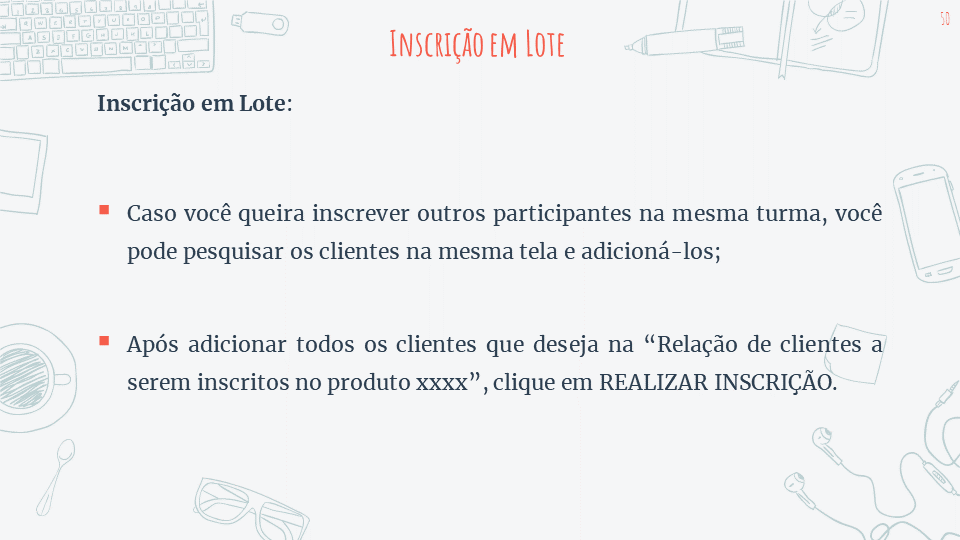 50
Inscrição em Lote
Inscrição em Lote:
Caso você queira inscrever outros participantes na mesma turma, você
pode pesquisar os clientes na mesma tela e adicioná-los;
Após adicionar todos os clientes que deseja na “Relação de clientes a
serem inscritos no produto xxxx”, clique em REALIZAR INSCRIÇÃO.